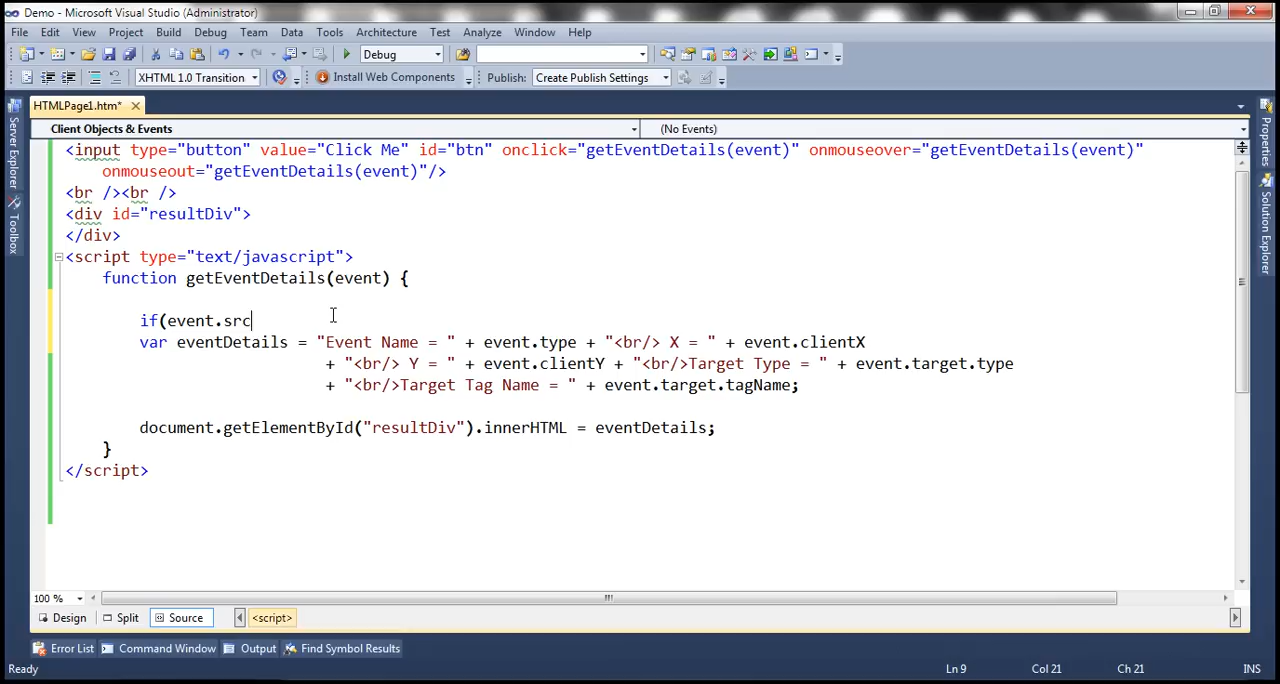 Demo - Microsoft Visual Studio (Administrator)
File Edit View Project Build Debug Team Data Tools Architecture Test Analyze Window Help
Debug
XHTML 1.0 Transition Install Web Components Publish: Create Publish Settings
HTMLPage1.htm*
Client Objects & Events (No Events)
<input type="button" value="Click Me" id="btn" onclick="getEventDetails(event)" onmouseover="getEventDetails(event)"
onmouseout="getEventDetails(event)"/>
<br /><br />
<div id="resultDiv">
</div>
<script type="text/javascript">
function getEventDetails(event) {
if(event.src
var eventDetails = "Event Name = " + event.type + "<br/> X = " + event.clientX
+ "<br/> Y = " + event.clientY + "<br/>Target Type = " + event.target.type
+ "<br/>Target Tag Name = " + event.target.tagName;
document.getElementById("resultDiv").innerHTML = eventDetails;
}
</script>
Server Explorer
Toolbox
Properties
Solution Explorer
100 %
Design Split Source <script>
Error List Command Window Output Find Symbol Results
Ready Ln 9 Col 21 Ch 21 INS